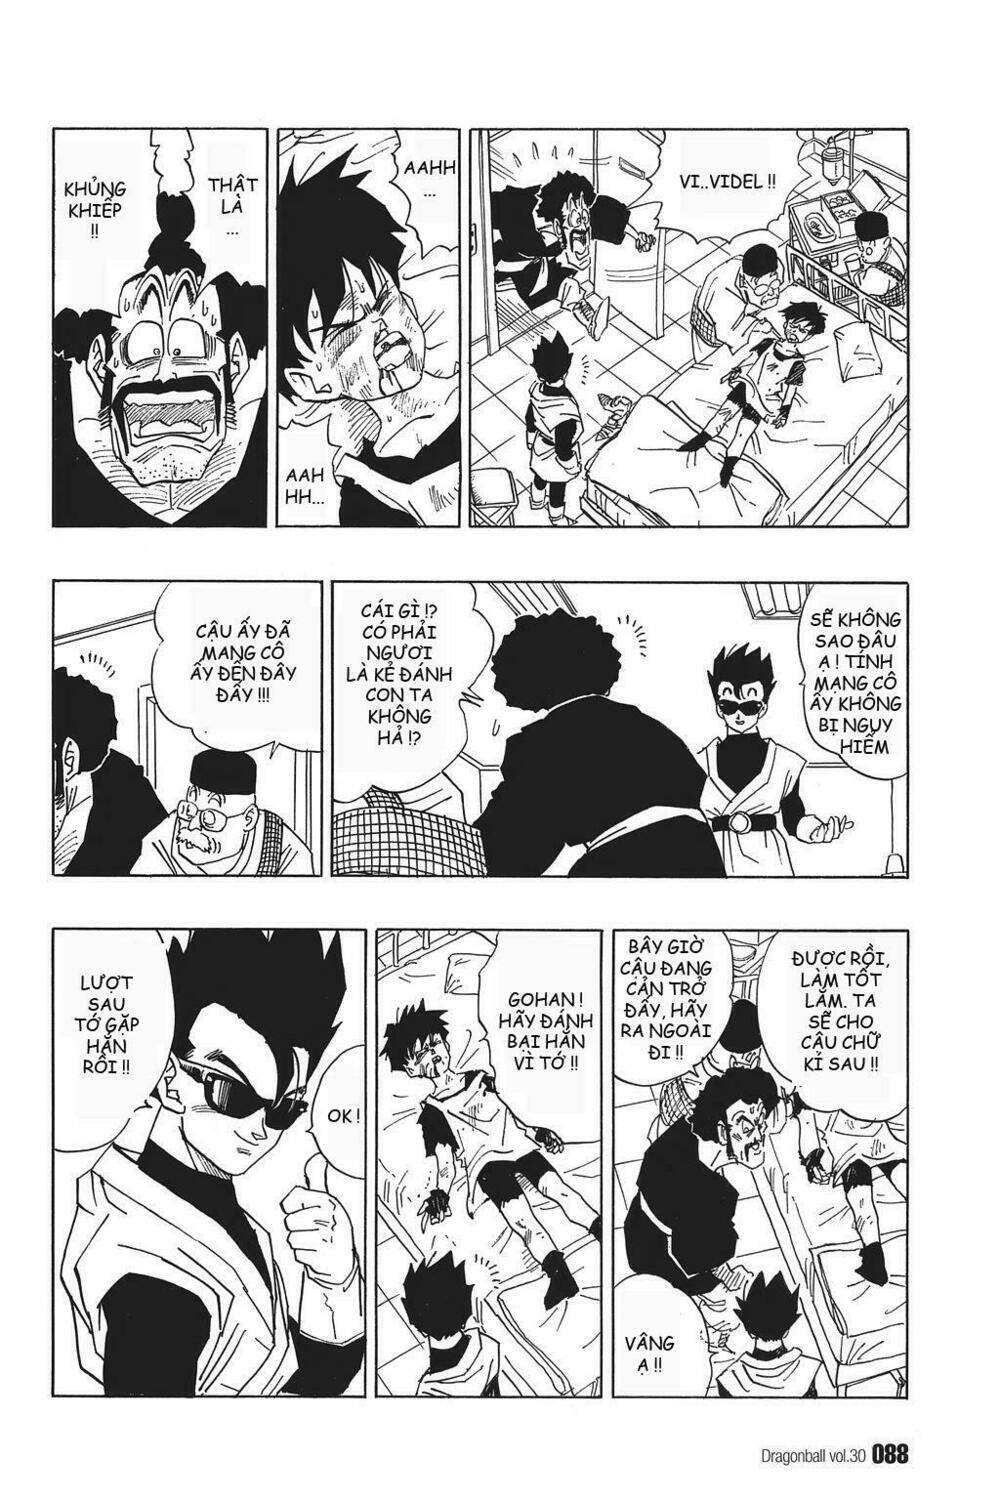 VI..VIDEL !!
AAHH
...
AAH
HH...
THẬT
LÀ
...
KHỦNG
KHIẾP
!!
SẼ KHÔNG
SAO ĐÂU
Ạ ! TÍNH
MẠNG CÔ
ẤY KHÔNG
BỊ NGUY
HIỂM
CÁI GÌ !?
CÓ PHẢI
NGƯƠI
LÀ KẺ ĐÁNH
CON TA
KHÔNG
HẢ !?
CẬU ẤY ĐÃ
MANG CÔ
ẤY ĐẾN ĐÂY
ĐẤY !!!
ĐƯỢC RỒI,
LÀM TỐT
LẮM. TA
SẼ CHO
CẬU CHỮ
KÍ SAU !!
BÂY GIỜ
CẬU ĐANG
CẢN TRỞ
ĐẤY, HÃY
RA NGOÀI
ĐI !!
VÂNG
Ạ !!
GOHAN !
HÃY ĐÁNH
BẠI HẮN
VÌ TỚ !!
OK !
LƯỢT
SAU
TỚ GẶP
HẮN
RỒI !!
Dragonball vol.30 088